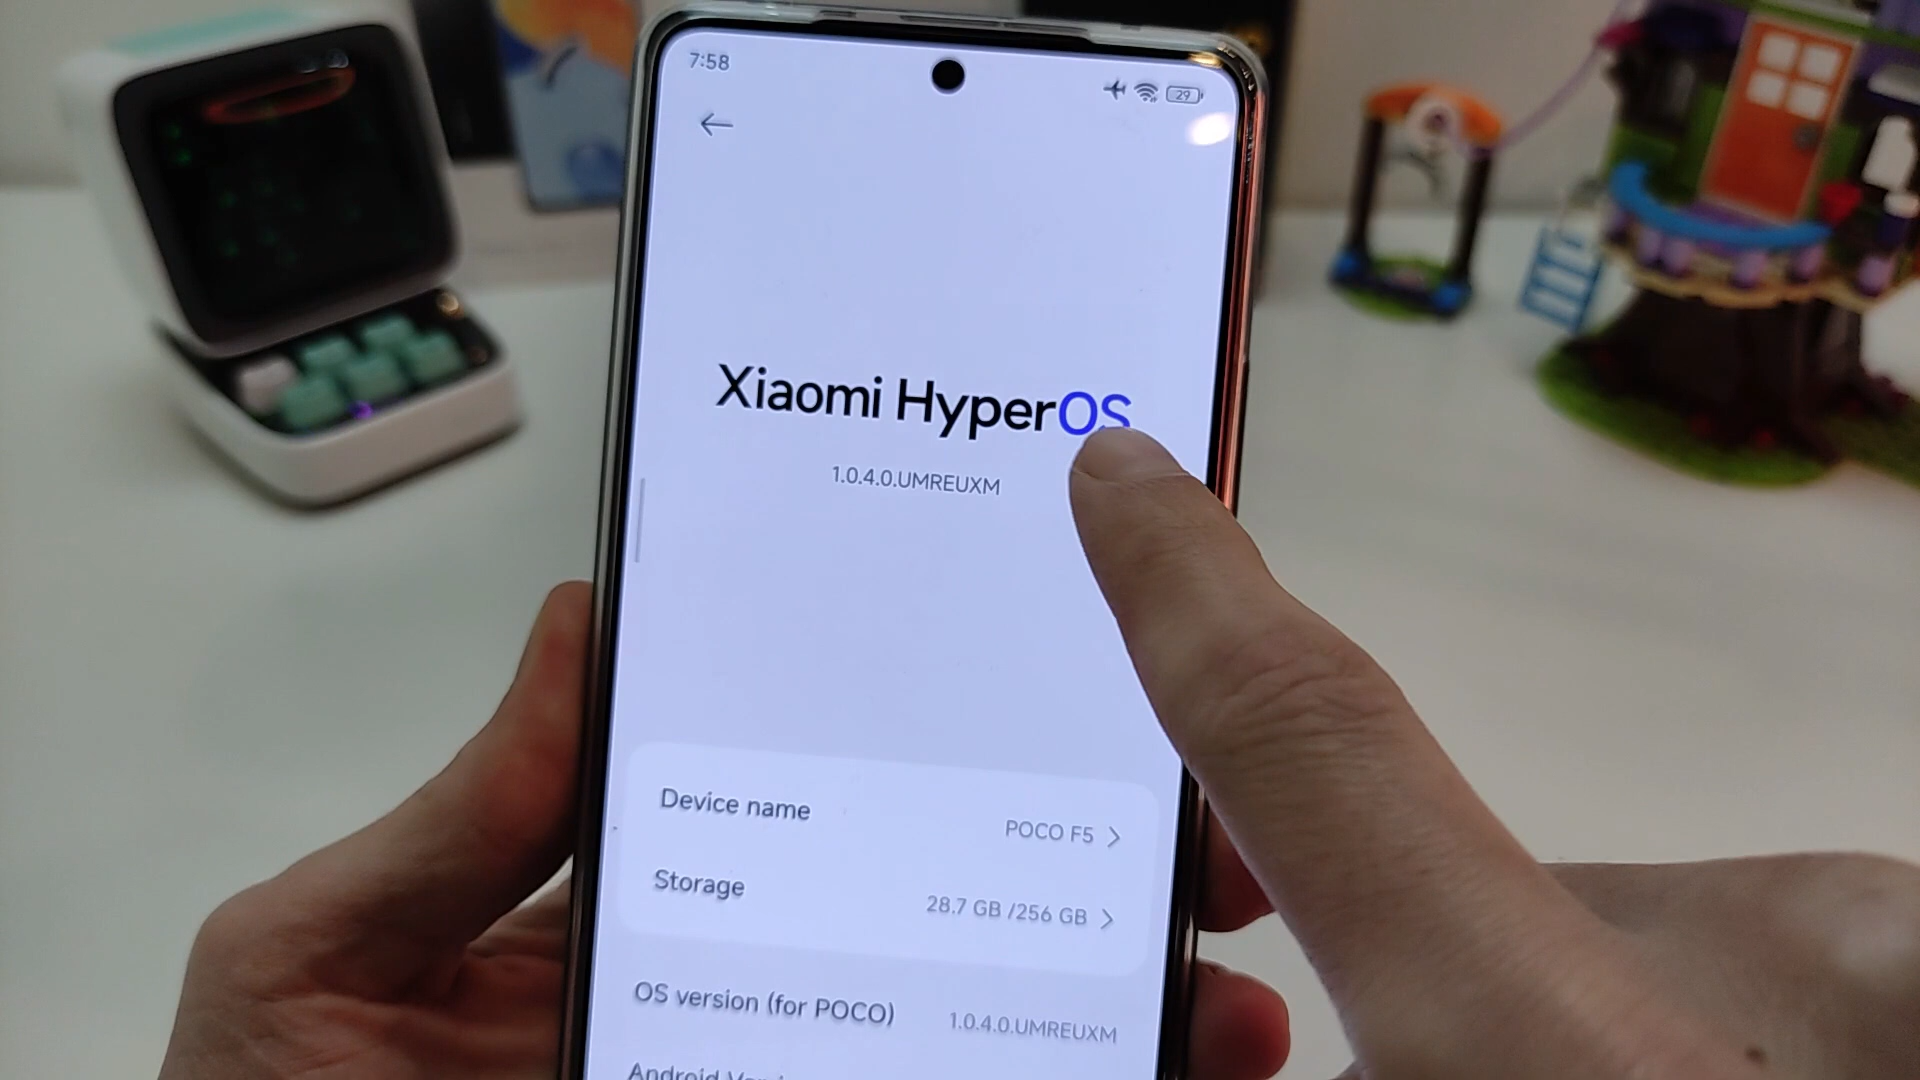 7:58
29
Xiaomi HyperOS
1.0.4.0.UMREUXM
Device name
POCO F5
Storage
28.7 GB /256 GB
OS version (for POCO)
1.0.4.0.UMREUXM
Android